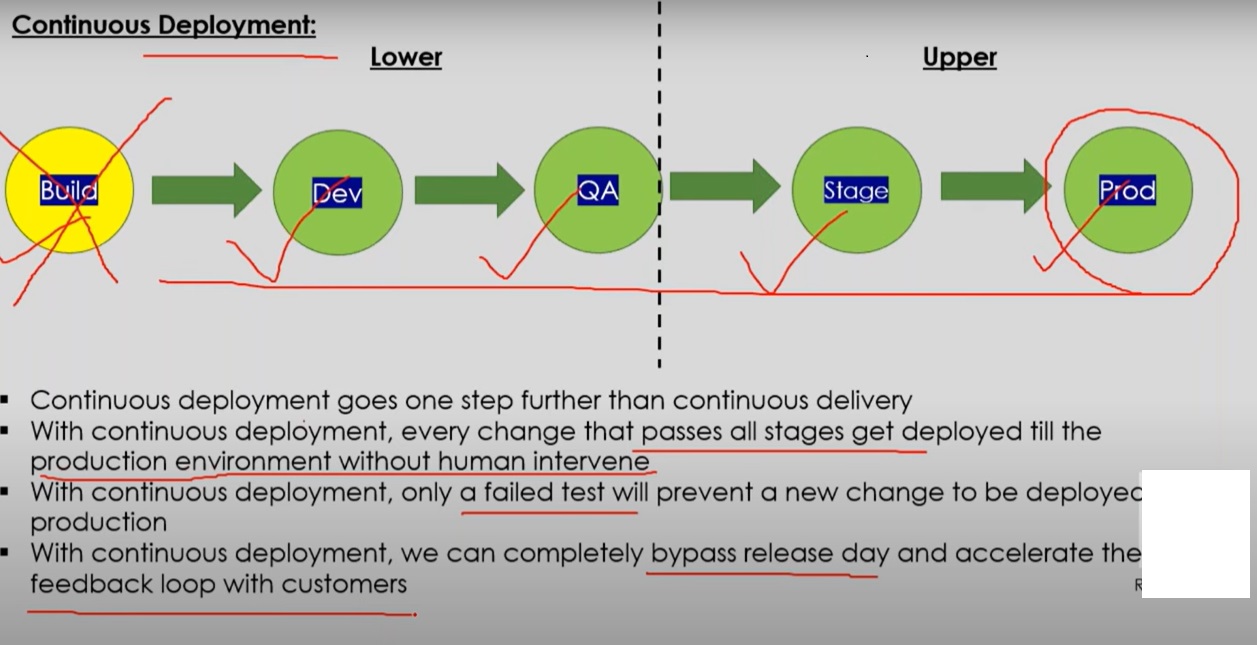 Continuous Deployment:
Lower
Upper
Build
Dev
QA
Stage
Prod
▪ Continuous deployment goes one step further than continuous delivery
▪ With continuous deployment, every change that passes all stages get deployed till the
production environment without human intervene
▪ With continuous deployment, only a failed test will prevent a new change to be deployed
production
▪ With continuous deployment, we can completely bypass release day and accelerate the
feedback loop with customers
R